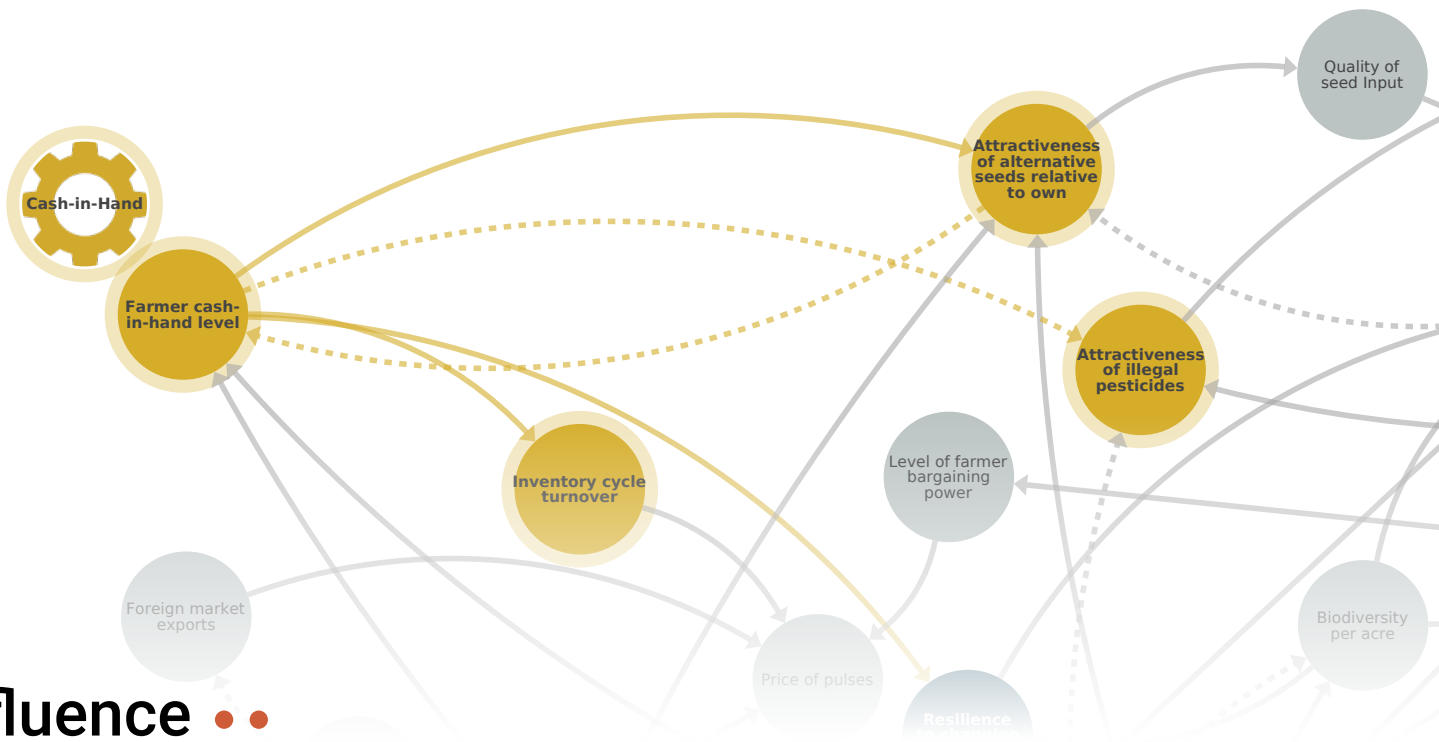 Quality of
seed Input
Attractiveness
of alternative
seeds relative
to own
Cash-in-Hand
Farmer cash-
in-hand level
Attractiveness
of illegal
pesticides
Level of farmer
bargaining
power
Inventory cycle
turnover
Foreign market
exports
Biodiversity
per acre
Price of pulses
Resilience
fluence